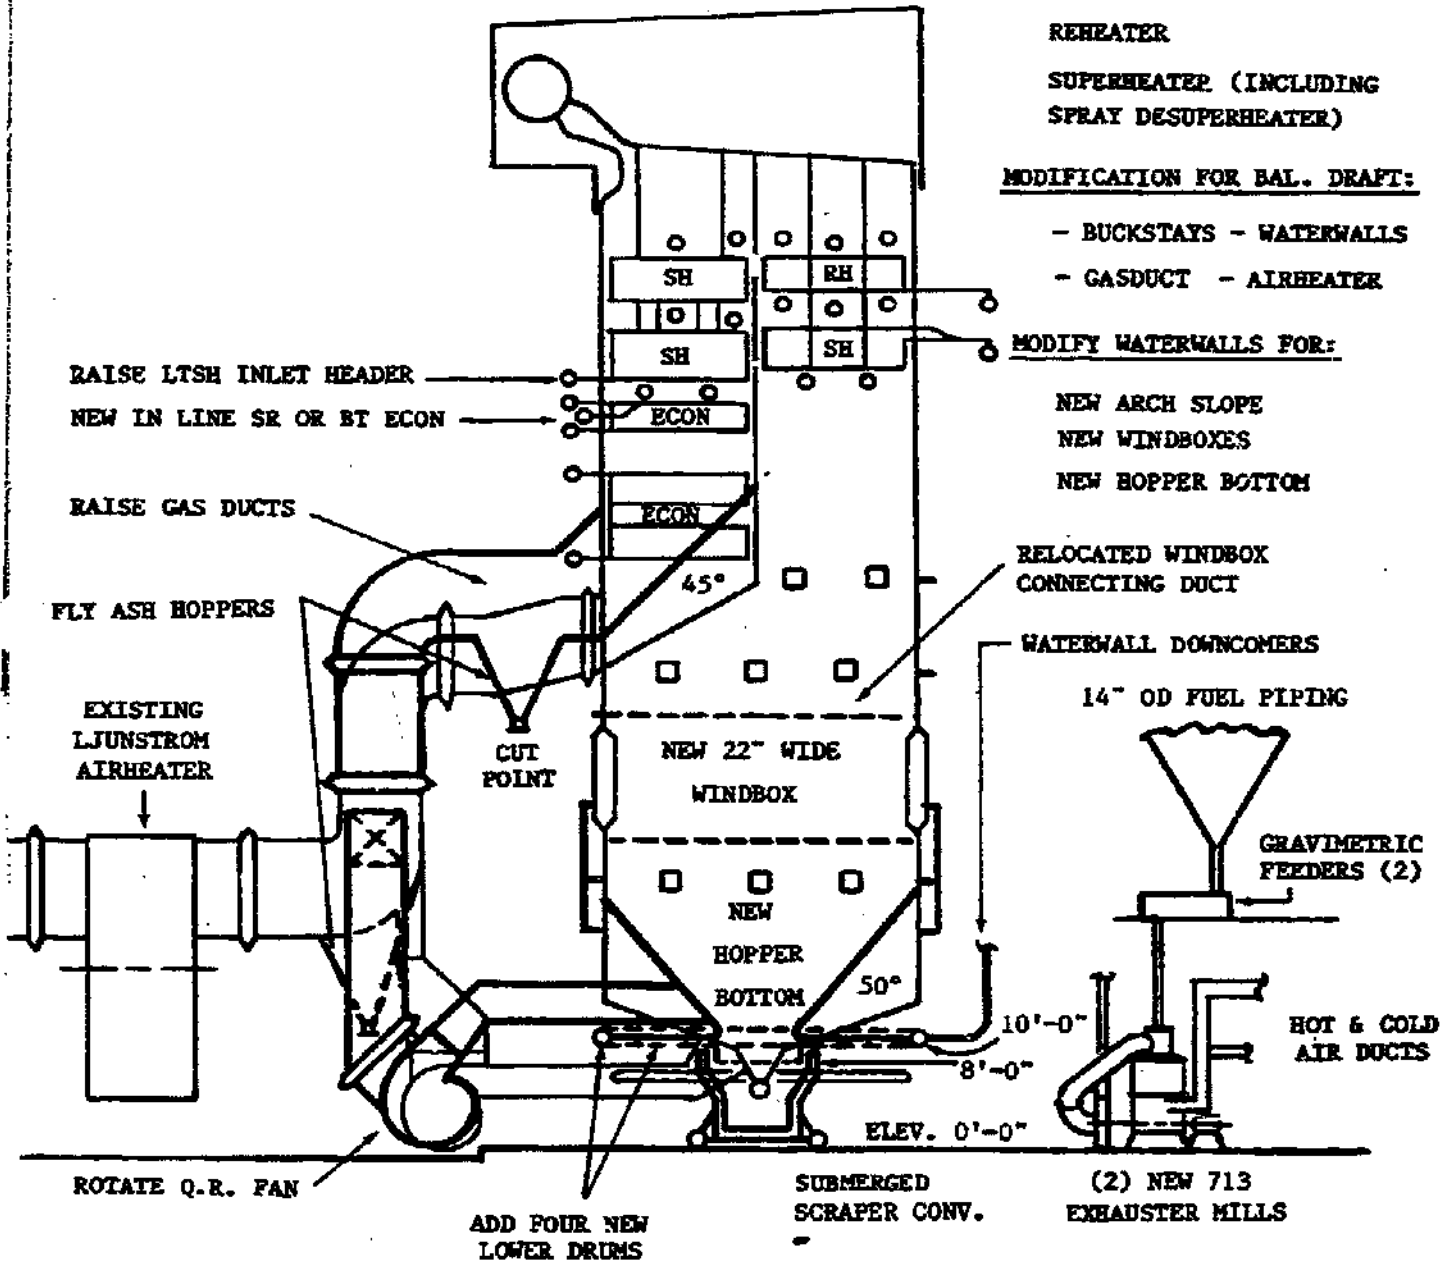 REHEATER
SUPERHEATER (INCLUDING
SPRAY DESUPERHEATER)
MODIFICATION FOR BAL. DRAFT:
- BUCKSTAYS - WATERWALLS
- GASDUCT - AIRHEATER
SH
RH
SH
SH
MODIFY WATERWALLS FOR:
RAISE LTSH INLET HEADER
NEW IN LINE SR OR BT ECON
ECON
NEW ARCH SLOPE
NEW WINDBOXES
NEW HOPPER BOTTOM
RAISE GAS DUCTS
ECON
45°
RELOCATED WINDBOX
CONNECTING DUCT
FLY ASH HOPPERS
WATERWALL DOWNCOMERS
14" OD FUEL PIPING
EXISTING
LJUNSTROM
AIRHEATER
CUT
POINT
NEW 22" WIDE
WINDBOX
GRAVIMETRIC
FEEDERS (2)
NEW
HOPPER
BOTTOM
50°
10'-0"
8'-0"
HOT & COLD
AIR DUCTS
ELEV. 0'-0"
ROTATE Q.R. FAN
ADD FOUR NEW
LOWER DRUMS
SUBMERGED
SCRAPER CONV.
(2) NEW 713
EXHAUSTER MILLS